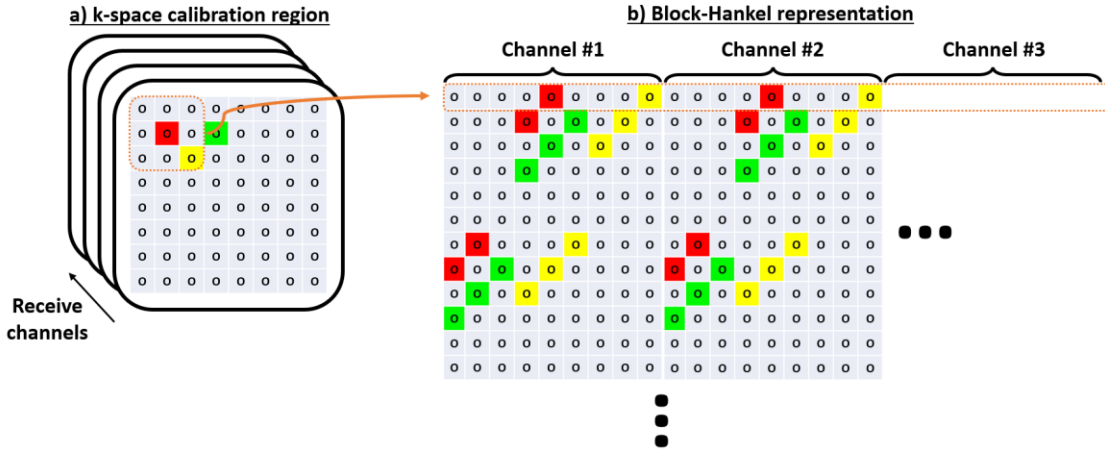 a) k-space calibration region
o o o o o o o o
o o o o o o o o
o o o o o o o o
o o o o o o o o
o o o o o o o o
o o o o o o o o
o o o o o o o o
o o o o o o o o
Receive
channels
b) Block-Hankel representation
Channel #1 Channel #2 Channel #3
o o o o o o o o o o o o o o o o o o
o o o o o o o o o o o o o o o o o o
o o o o o o o o o o o o o o o o o o
o o o o o o o o o o o o o o o o o o
o o o o o o o o o o o o o o o o o o
o o o o o o o o o o o o o o o o o o
o o o o o o o o o o o o o o o o o o
o o o o o o o o o o o o o o o o o o
o o o o o o o o o o o o o o o o o o
o o o o o o o o o o o o o o o o o o
o o o o o o o o o o o o o o o o o o
o o o o o o o o o o o o o o o o o o